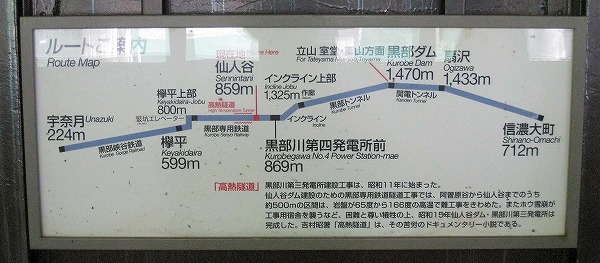 ルートご案内
Route Map
現在地 You're Here
仙人谷
Sennintani
859m
立山 室堂・富山方面
For Tateyama Murodo, Toyama
黒部ダム
Kurobe Dam
1,470m
扇沢
Ogizawa
1,433m
インクライン上部
Incline Jobu
1,325m
作廊
欅平上部
Keyakidaira-Jobu
800m
竪坑エレベーター
高熱隧道
High Temperature Tunnel
黒部専用鉄道
Kurobe Senyo Railway
インクライン
Incline
黒部トンネル
Kurobe Tunnel
関電トンネル
Kanden Tunnel
宇奈月 Unazuki
224m
黒部峡谷鉄道
Kurobe Gorge Railroad
欅平
Keyakidaira
599m
黒部川第四発電所前
Kurobegawa No.4 Power Station-mae
869m
信濃大町
Shinano-Omachi
712m
「高熱隧道」
黒部川第三発電所建設工事は、昭和11年に始まった。
仙人谷ダム建設のための黒部専用鉄道隧道工事では、阿曽原谷から仙人谷までのうち
約500mの区間は、岩盤が65度から166度の高温で難工事をきわめた。またホウ雪崩が
工事用宿舎を襲うなど、困難と尊い犠牲の上、昭和15年仙人谷ダム・黒部川第三発電所は
完成した。吉村昭著「高熱隧道」は、その苦労のドキュメンタリー小説である。